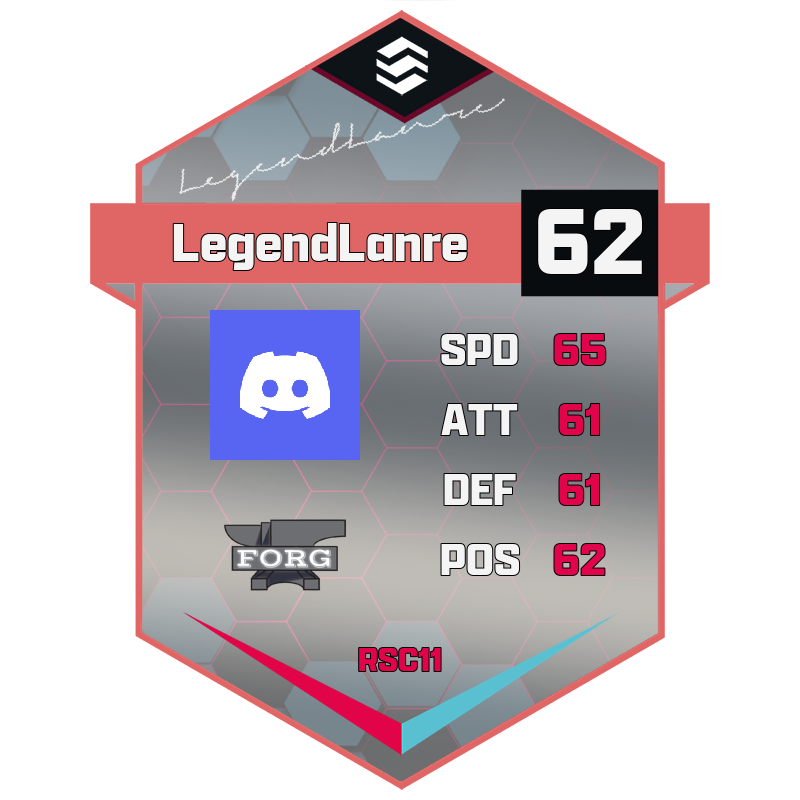 LegendLanre
LegendLanre 62
SPD 65
ATT 61
DEF 61
POS 62
FORG
RSC11